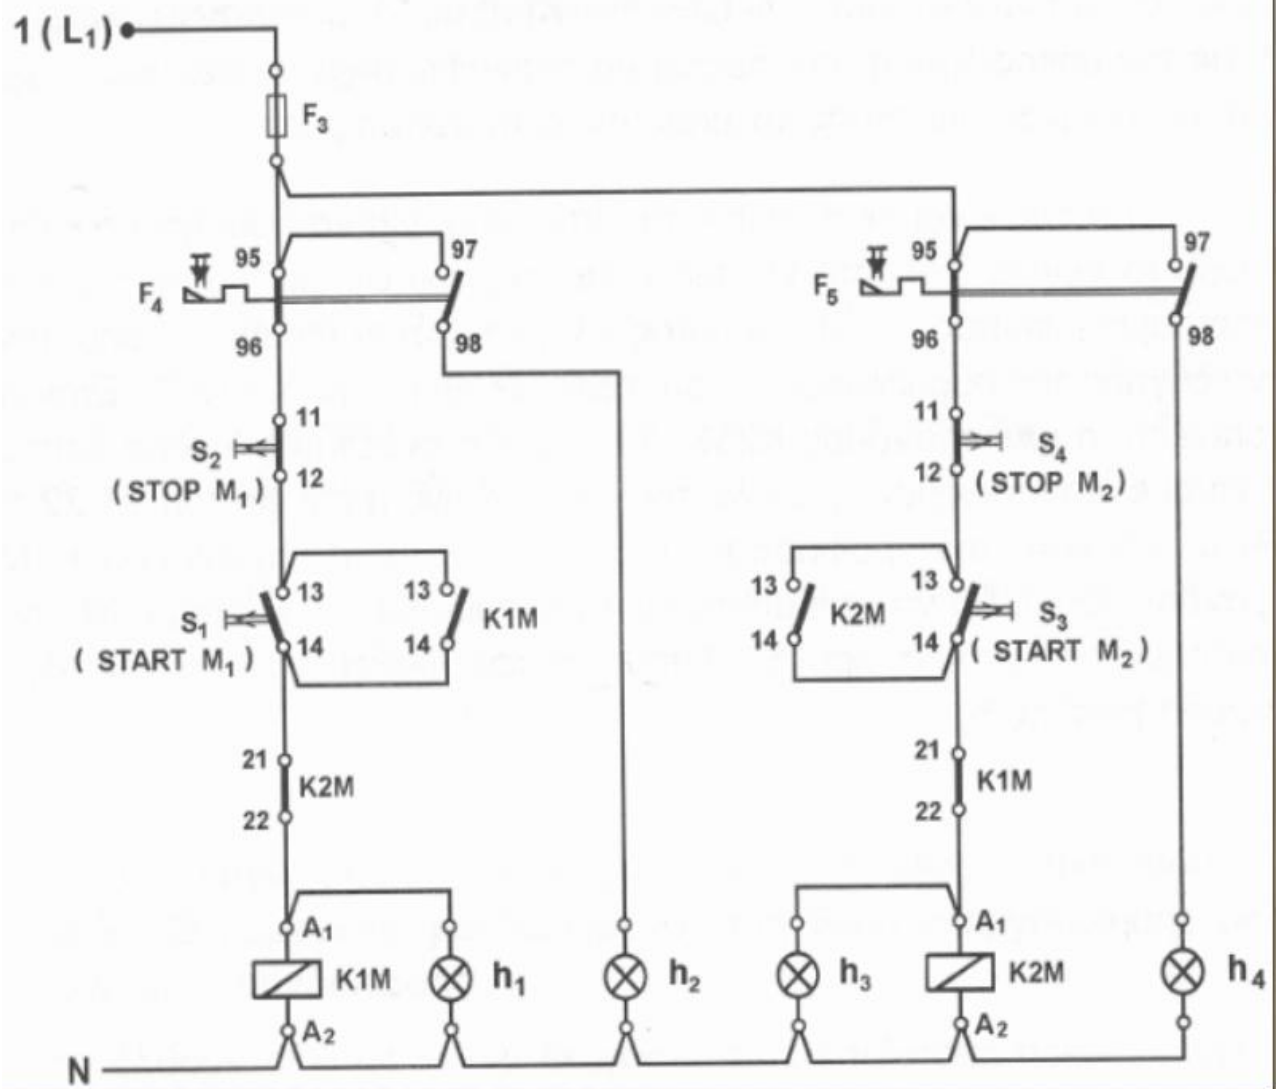 1 ( L₁ )
F₃
95 97
F₄
96 98
11
S₂
( STOP M₁ ) 12
13 13
S₁ K1M
14 14
( START M₁ )
21
K2M
22
A₁
K1M h₁ h₂
A₂
N
95 97
F₅
96 98
11
S₄
12 ( STOP M₂ )
13 13
K2M S₃
14 14
( START M₂ )
21
K1M
22
A₁
h₃ K2M h₄
A₂